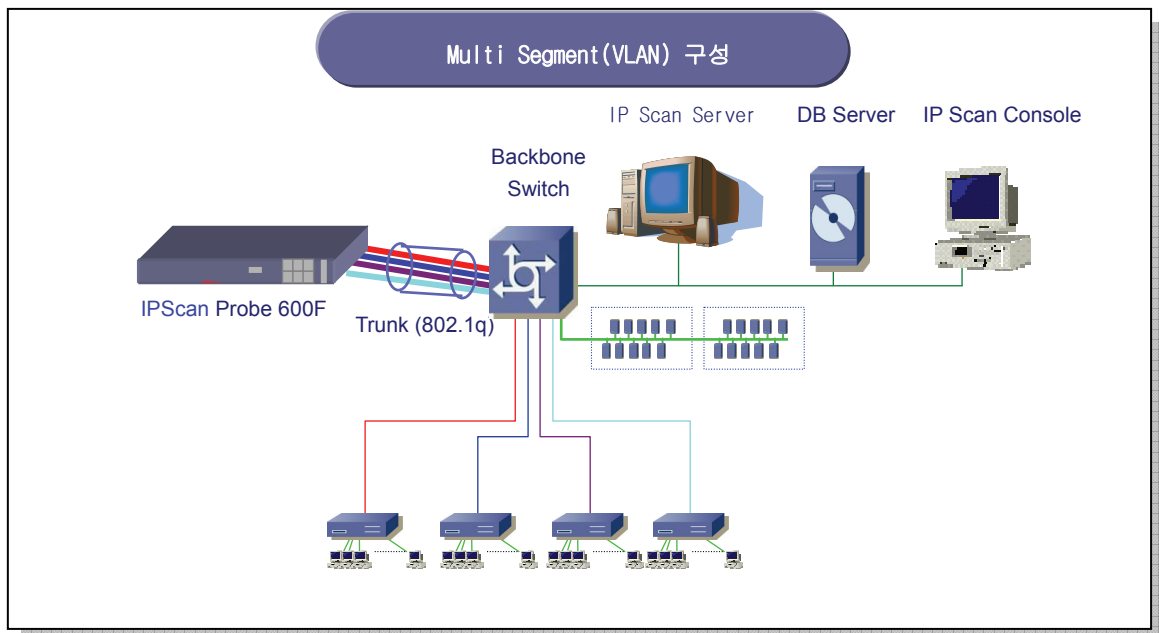 Multi Segment(VLAN) 구성
IP Scan Server
DB Server
IP Scan Console
Backbone
Switch
IPScan Probe 600F
Trunk (802.1q)